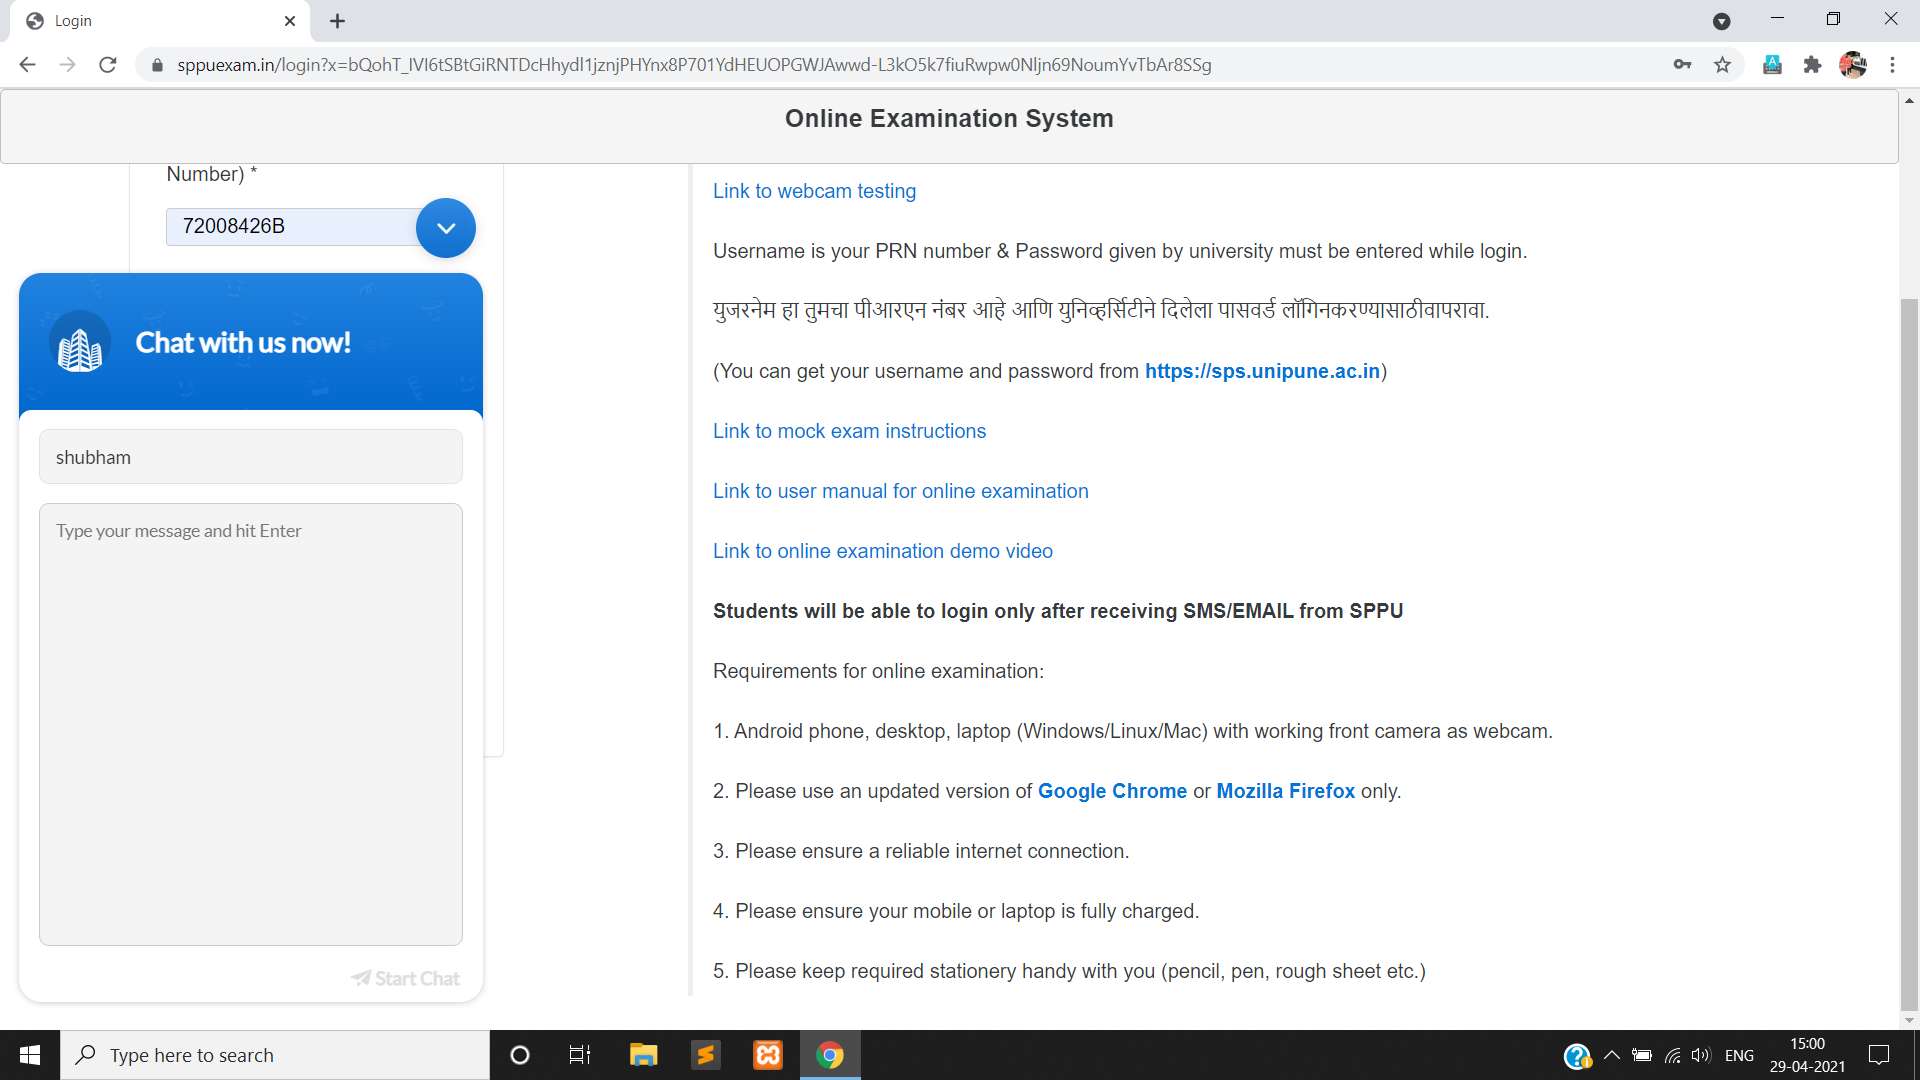 Login
sppuexam.in/login?x=bQohT_IVI6tSBtGiRNTDcHhydl1jznjPHYnx8P701YdHEUOPGWJAwwd-L3kO5k7fiuRwpw0Nljn69NoumYvTbAr8SSg
Online Examination System
Number) *
72008426B
Chat with us now!
shubham
Type your message and hit Enter
Start Chat
Link to webcam testing
Username is your PRN number & Password given by university must be entered while login.
युजरनेम हा तुमचा पीआरएन नंबर आहे आणि युनिव्हर्सिटीने दिलेला पासवर्ड लॉगिनकरण्यासाठीवापरावा.
(You can get your username and password from https://sps.unipune.ac.in)
Link to mock exam instructions
Link to user manual for online examination
Link to online examination demo video
Students will be able to login only after receiving SMS/EMAIL from SPPU
Requirements for online examination:
1. Android phone, desktop, laptop (Windows/Linux/Mac) with working front camera as webcam.
2. Please use an updated version of Google Chrome or Mozilla Firefox only.
3. Please ensure a reliable internet connection.
4. Please ensure your mobile or laptop is fully charged.
5. Please keep required stationery handy with you (pencil, pen, rough sheet etc.)
Type here to search
ENG
15:00
29-04-2021